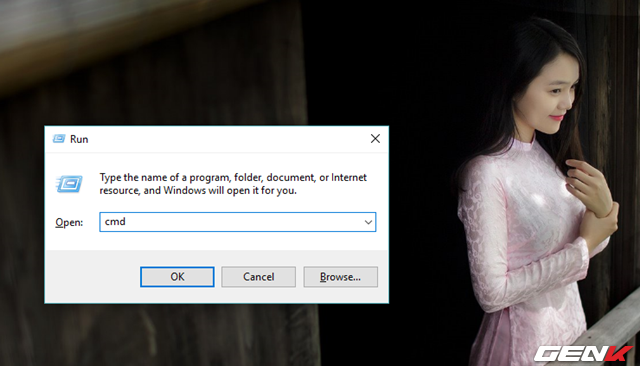 Run
Type the name of a program, folder, document, or Internet
resource, and Windows will open it for you.
Open: cmd
OK Cancel Browse...
GENK